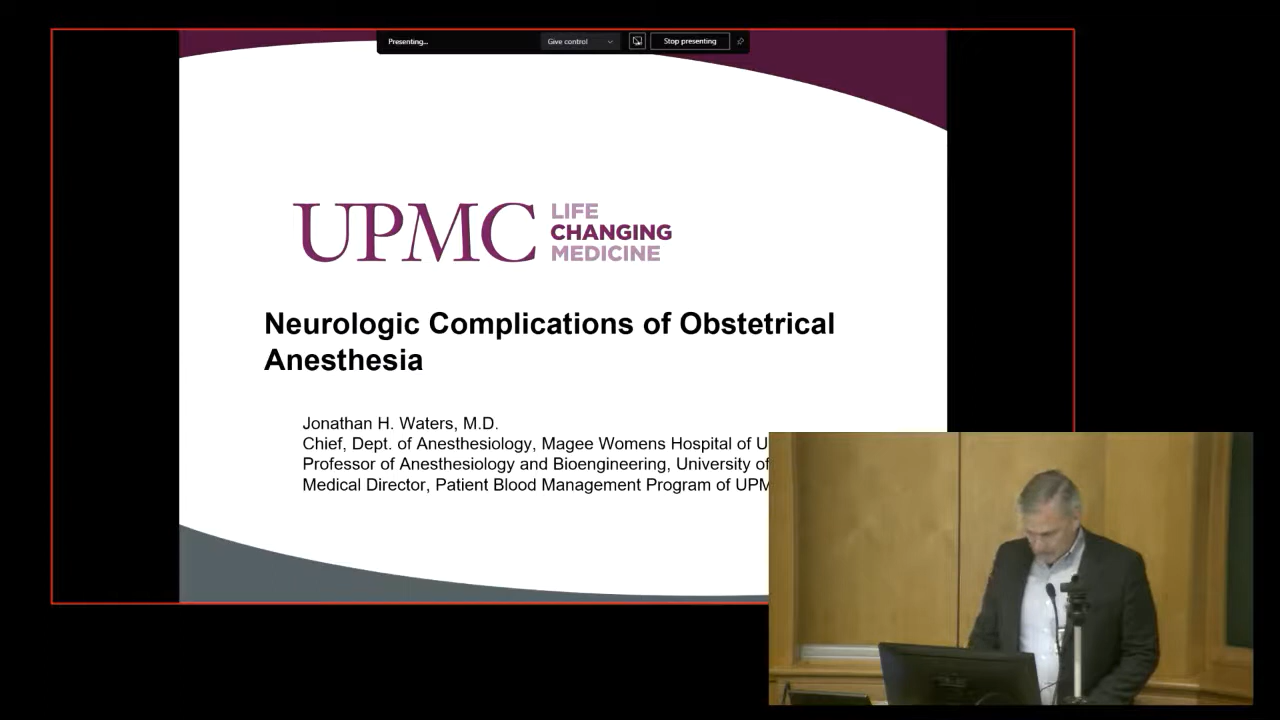 Presenting...
Give control
Stop presenting
UPMC
LIFE
CHANGING
MEDICINE
Neurologic Complications of Obstetrical
Anesthesia
Jonathan H. Waters, M.D.
Chief, Dept. of Anesthesiology, Magee Womens Hospital of U
Professor of Anesthesiology and Bioengineering, University of
Medical Director, Patient Blood Management Program of UPM